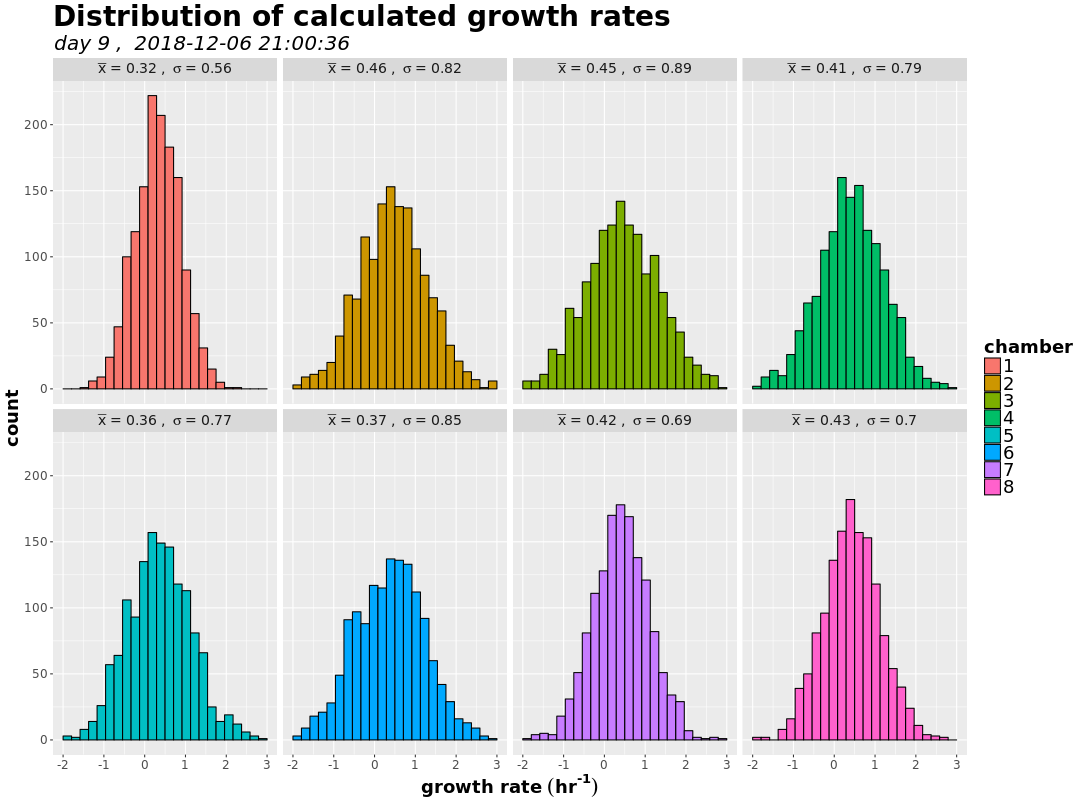 Distribution of calculated growth rates
day 9 ,  2018-12-06 21:00:36
x̅ = 0.32 ,  σ = 0.56
x̅ = 0.46 ,  σ = 0.82
x̅ = 0.45 ,  σ = 0.89
x̅ = 0.41 ,  σ = 0.79
200
150
100
50
0
x̅ = 0.36 ,  σ = 0.77
x̅ = 0.37 ,  σ = 0.85
x̅ = 0.42 ,  σ = 0.69
x̅ = 0.43 ,  σ = 0.7
200
150
100
50
0
-2 -1 0 1 2 3
-2 -1 0 1 2 3
-2 -1 0 1 2 3
-2 -1 0 1 2 3
growth rate (hr⁻¹)
count
chamber
1
2
3
4
5
6
7
8